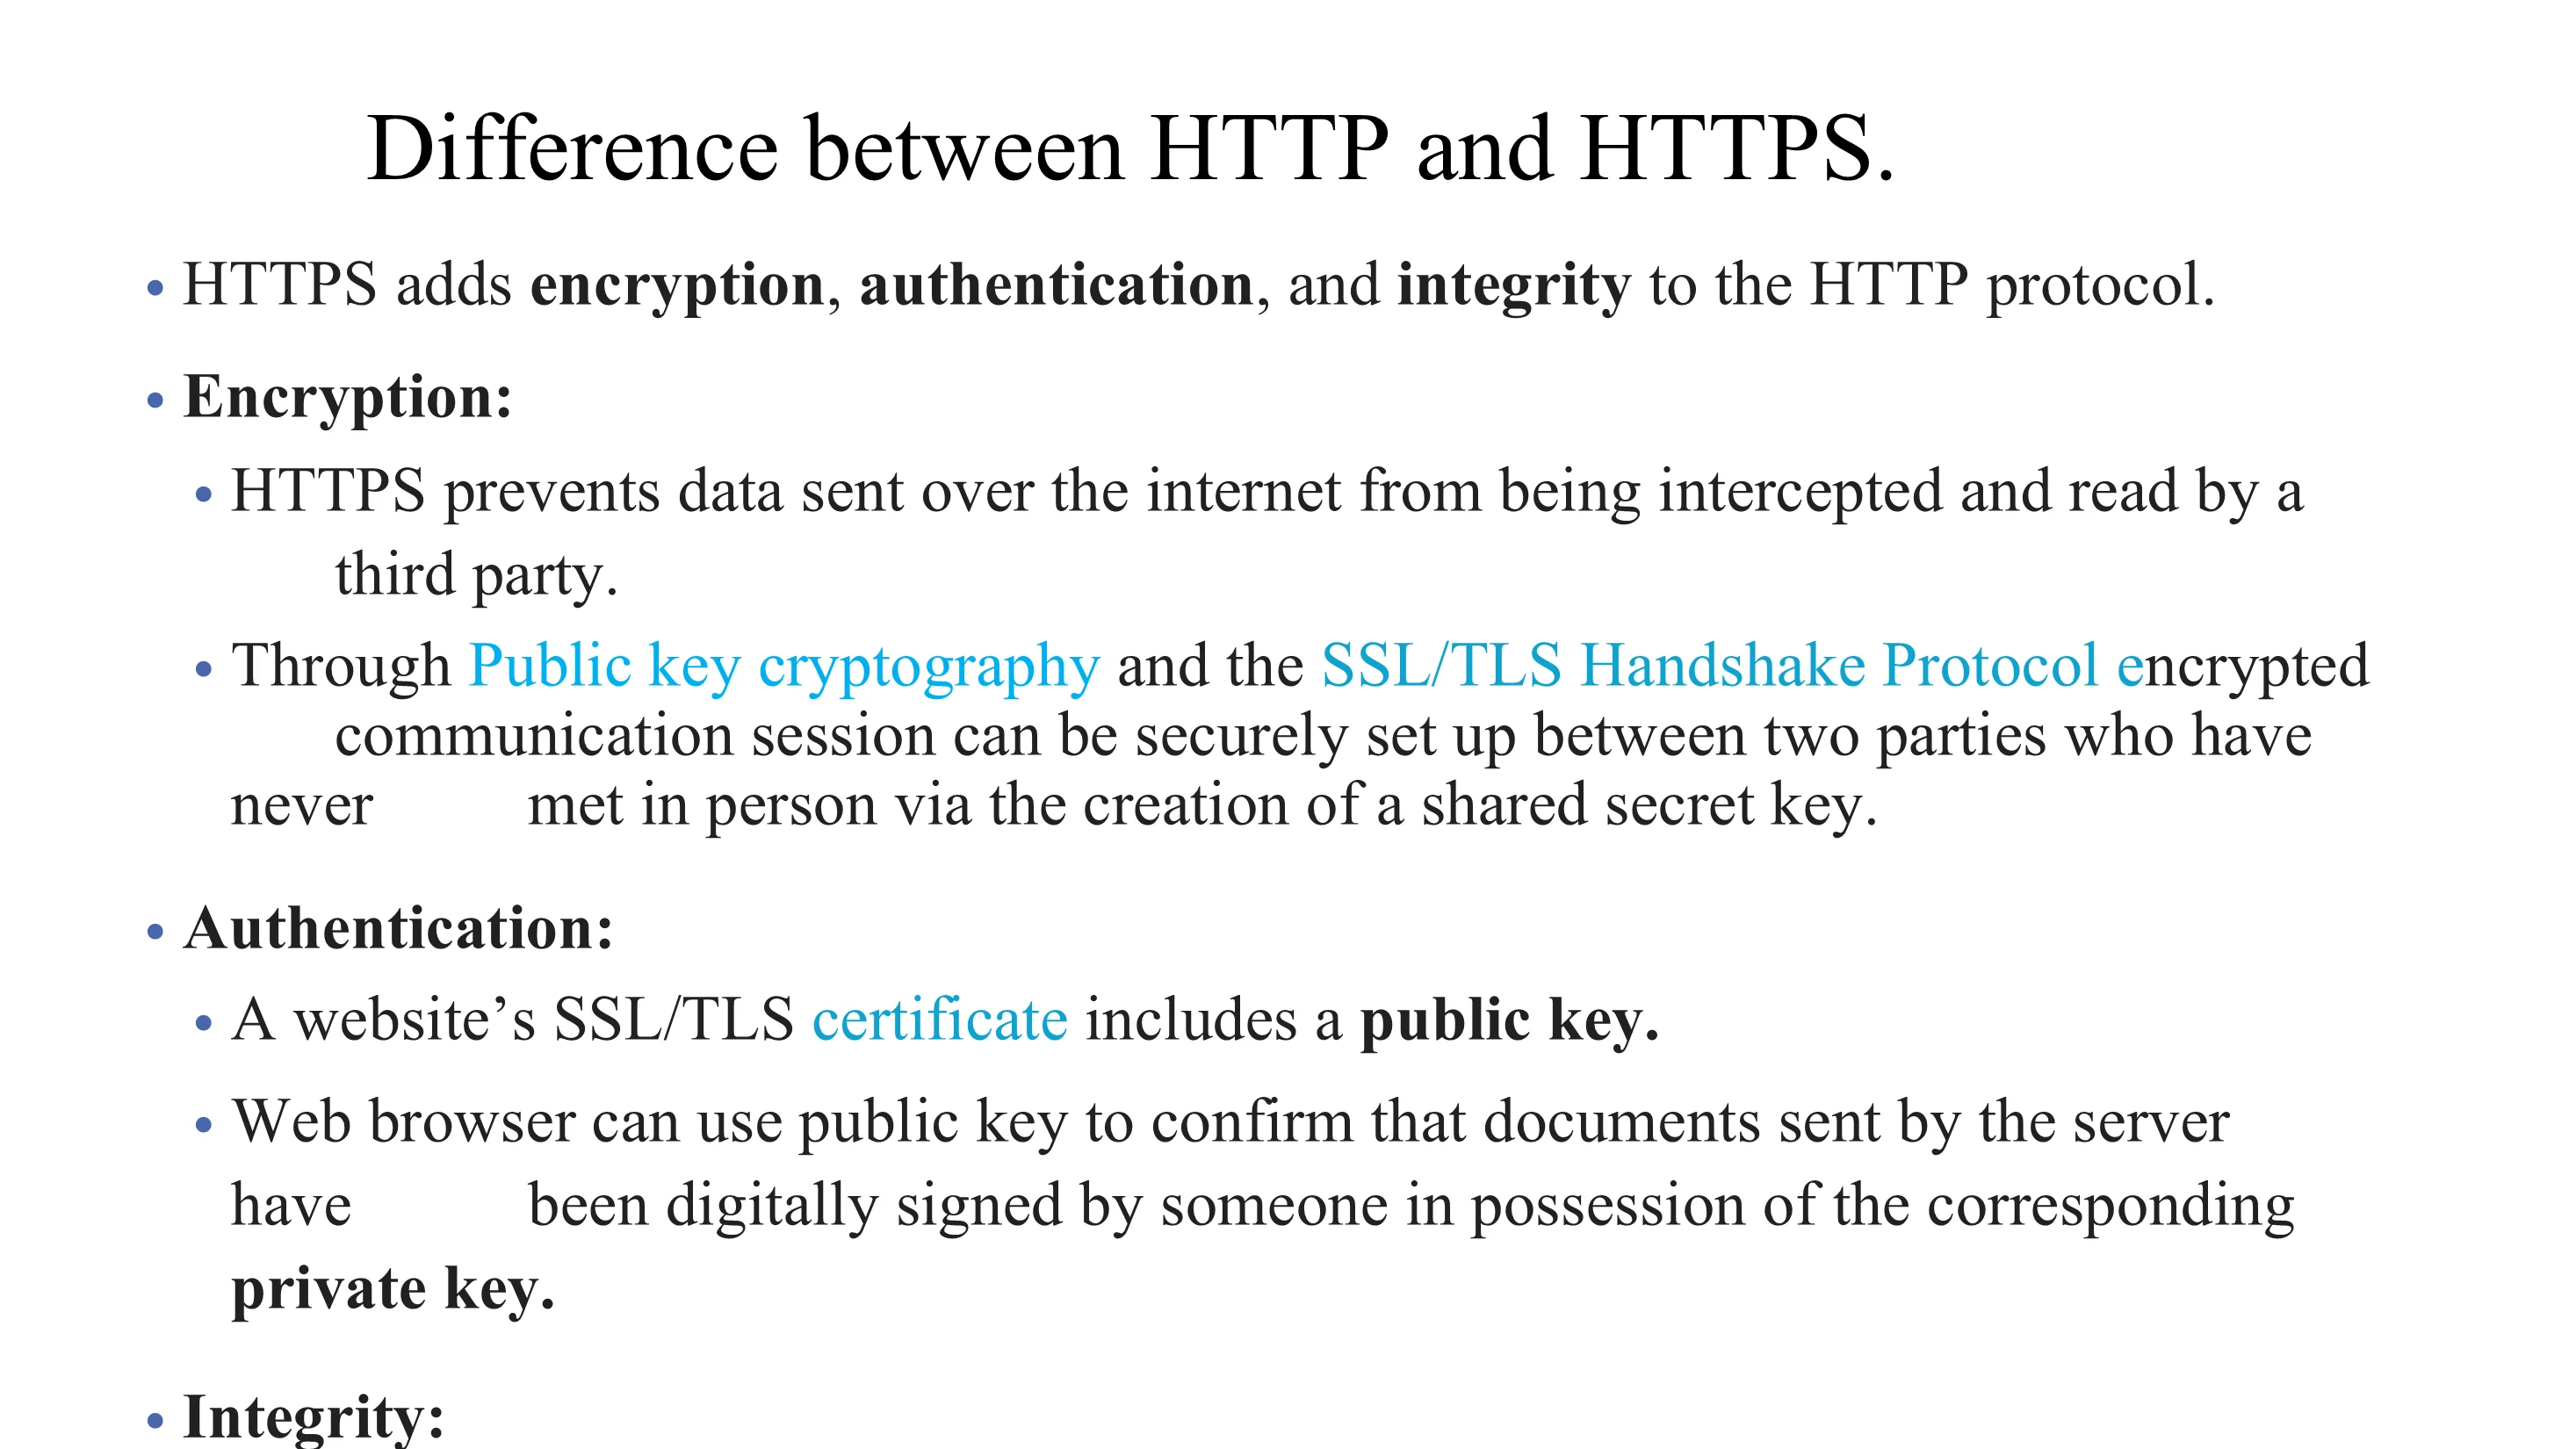 Difference between HTTP and HTTPS.
• HTTPS adds encryption, authentication, and integrity to the HTTP protocol.
• Encryption:
• HTTPS prevents data sent over the internet from being intercepted and read by a
third party.
• Through Public key cryptography and the SSL/TLS Handshake Protocol encrypted
communication session can be securely set up between two parties who have
never met in person via the creation of a shared secret key.
• Authentication:
• A website’s SSL/TLS certificate includes a public key.
• Web browser can use public key to confirm that documents sent by the server
have been digitally signed by someone in possession of the corresponding
private key.
• Integrity: